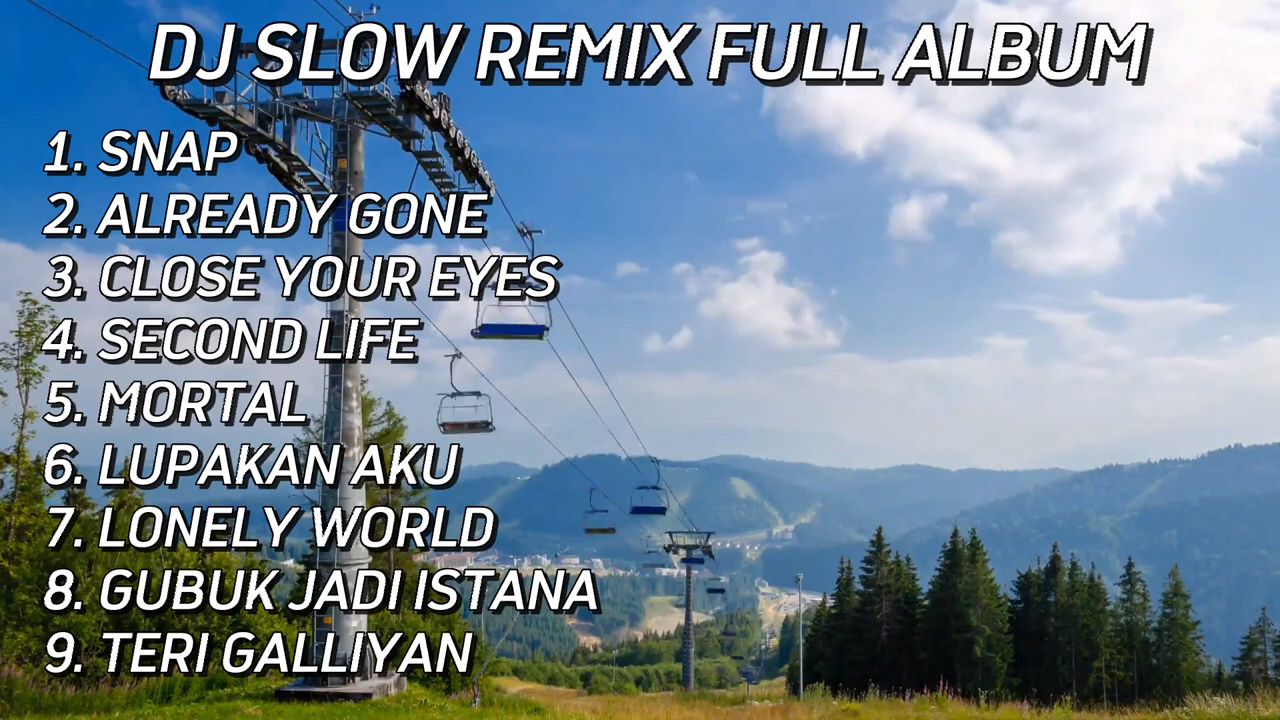 DJ SLOW REMIX FULL ALBUM
1. SNAP
2. ALREADY GONE
3. CLOSE YOUR EYES
4. SECOND LIFE
5. MORTAL
6. LUPAKAN AKU
7. LONELY WORLD
8. GUBUK JADI ISTANA
9. TERI GALLIYAN